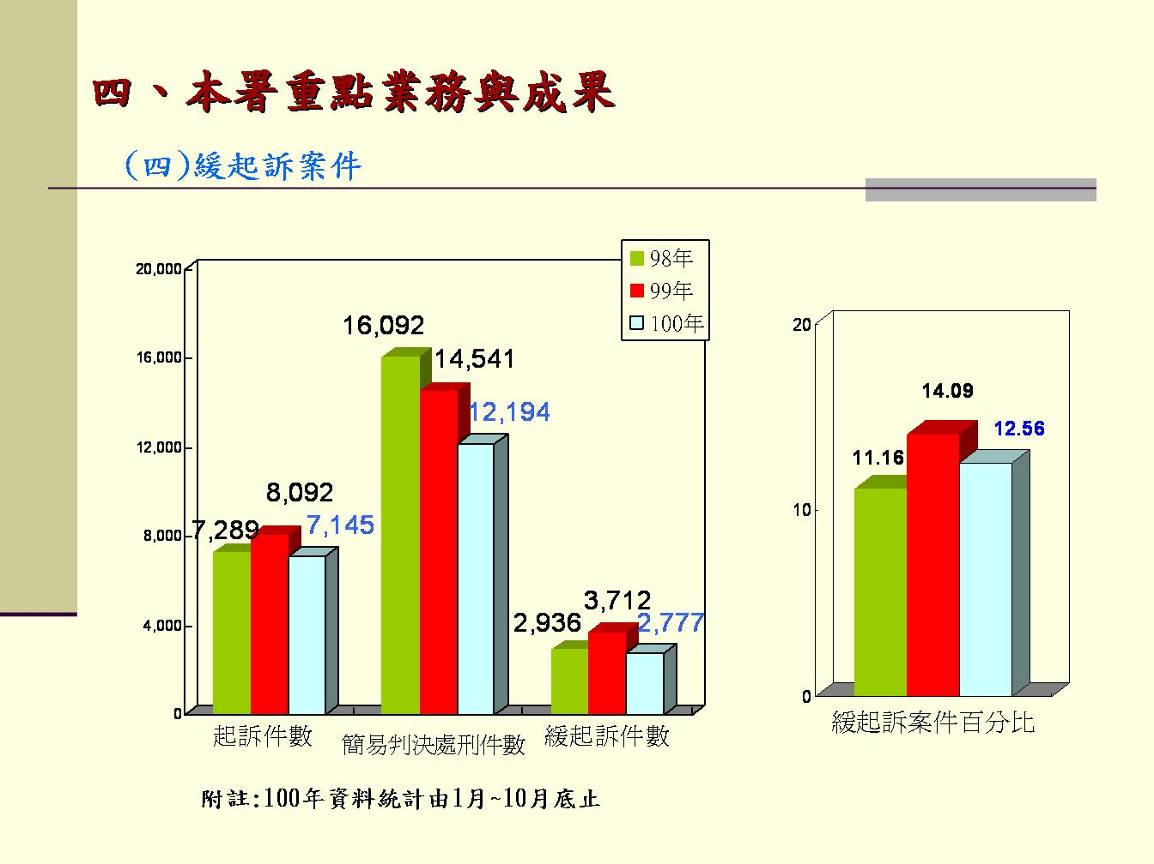 四、本署重點業務與成果
(四)緩起訴案件
98年
99年
100年
20,000
16,000
12,000
8,000
4,000
0
7,289
8,092
7,145
16,092
14,541
12,194
2,936
3,712
2,777
起訴件數
簡易判決處刑件數
緩起訴件數
20
10
0
11.16
14.09
12.56
緩起訴案件百分比
附註:100年資料統計由1月~10月底止